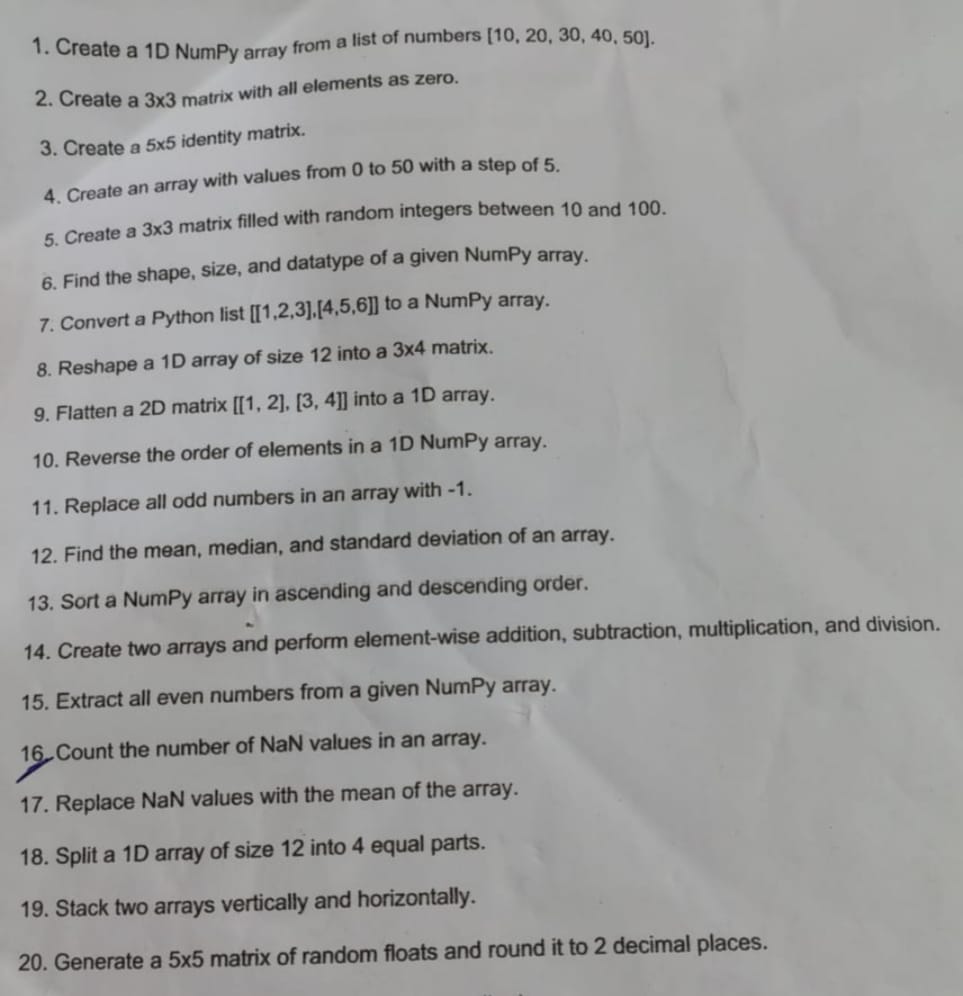 1. Create a 1D NumPy array from a list of numbers [10, 20, 30, 40, 50].
2. Create a 3x3 matrix with all elements as zero.
3. Create a 5x5 identity matrix.
4. Create an array with values from 0 to 50 with a step of 5.
5. Create a 3x3 matrix filled with random integers between 10 and 100.
6. Find the shape, size, and datatype of a given NumPy array.
7. Convert a Python list [[1,2,3],[4,5,6]] to a NumPy array.
8. Reshape a 1D array of size 12 into a 3x4 matrix.
9. Flatten a 2D matrix [[1, 2], [3, 4]] into a 1D array.
10. Reverse the order of elements in a 1D NumPy array.
11. Replace all odd numbers in an array with -1.
12. Find the mean, median, and standard deviation of an array.
13. Sort a NumPy array in ascending and descending order.
14. Create two arrays and perform element-wise addition, subtraction, multiplication, and division.
15. Extract all even numbers from a given NumPy array.
16. Count the number of NaN values in an array.
17. Replace NaN values with the mean of the array.
18. Split a 1D array of size 12 into 4 equal parts.
19. Stack two arrays vertically and horizontally.
20. Generate a 5x5 matrix of random floats and round it to 2 decimal places.